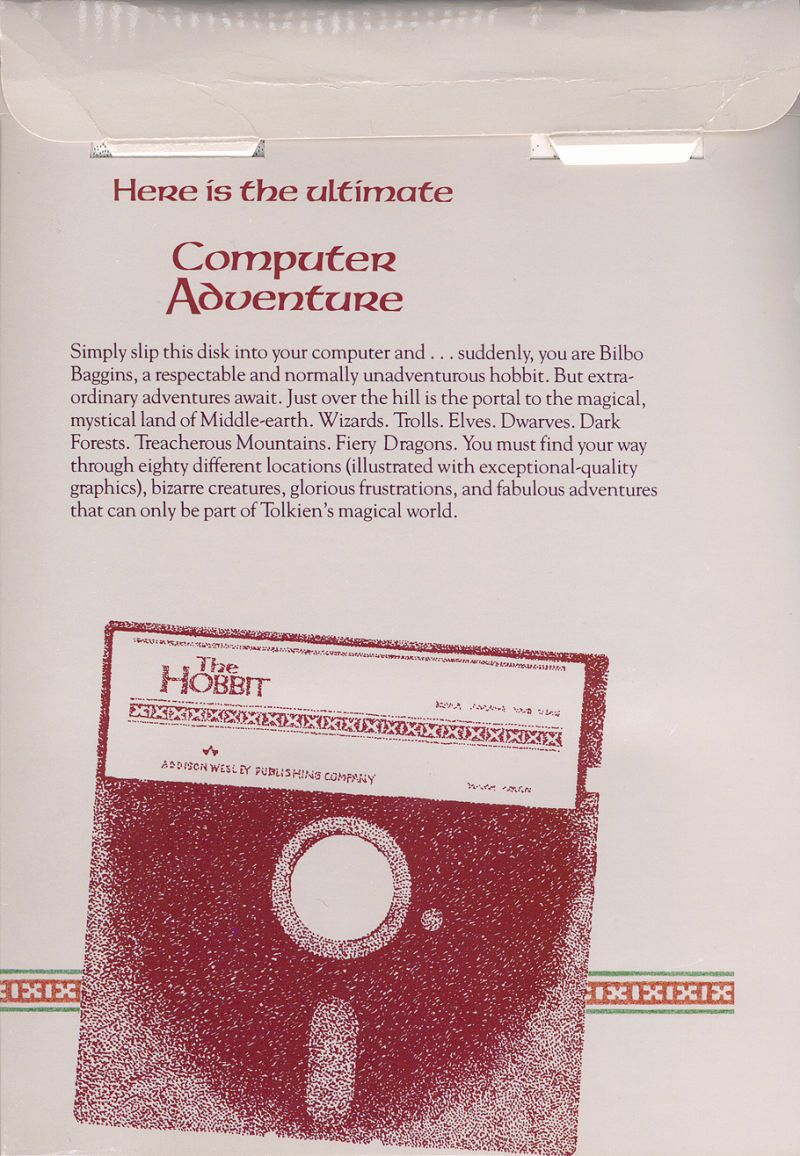 Here is the ultimate
Computer
Adventure
Simply slip this disk into your computer and . . . suddenly, you are Bilbo
Baggins, a respectable and normally unadventurous hobbit. But extra-
ordinary adventures await. Just over the hill is the portal to the magical,
mystical land of Middle-earth. Wizards. Trolls. Elves. Dwarves. Dark
Forests. Treacherous Mountains. Fiery Dragons. You must find your way
through eighty different locations (illustrated with exceptional-quality
graphics), bizarre creatures, glorious frustrations, and fabulous adventures
that can only be part of Tolkien's magical world.
The
HOBBIT
ADDISON WESLEY PUBLISHING COMPANY